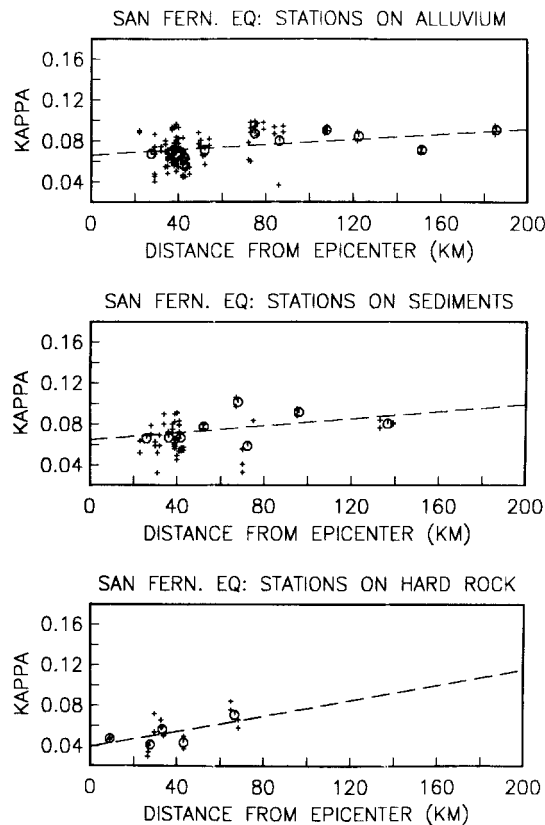 SAN FERN. EQ: STATIONS ON ALLUVIUM
KAPPA
0.16
0.12
0.08
0.04
0 40 80 120 160 200
DISTANCE FROM EPICENTER (KM)
SAN FERN. EQ: STATIONS ON SEDIMENTS
KAPPA
0.16
0.12
0.08
0.04
0 40 80 120 160 200
DISTANCE FROM EPICENTER (KM)
SAN FERN. EQ: STATIONS ON HARD ROCK
KAPPA
0.16
0.12
0.08
0.04
0 40 80 120 160 200
DISTANCE FROM EPICENTER (KM)